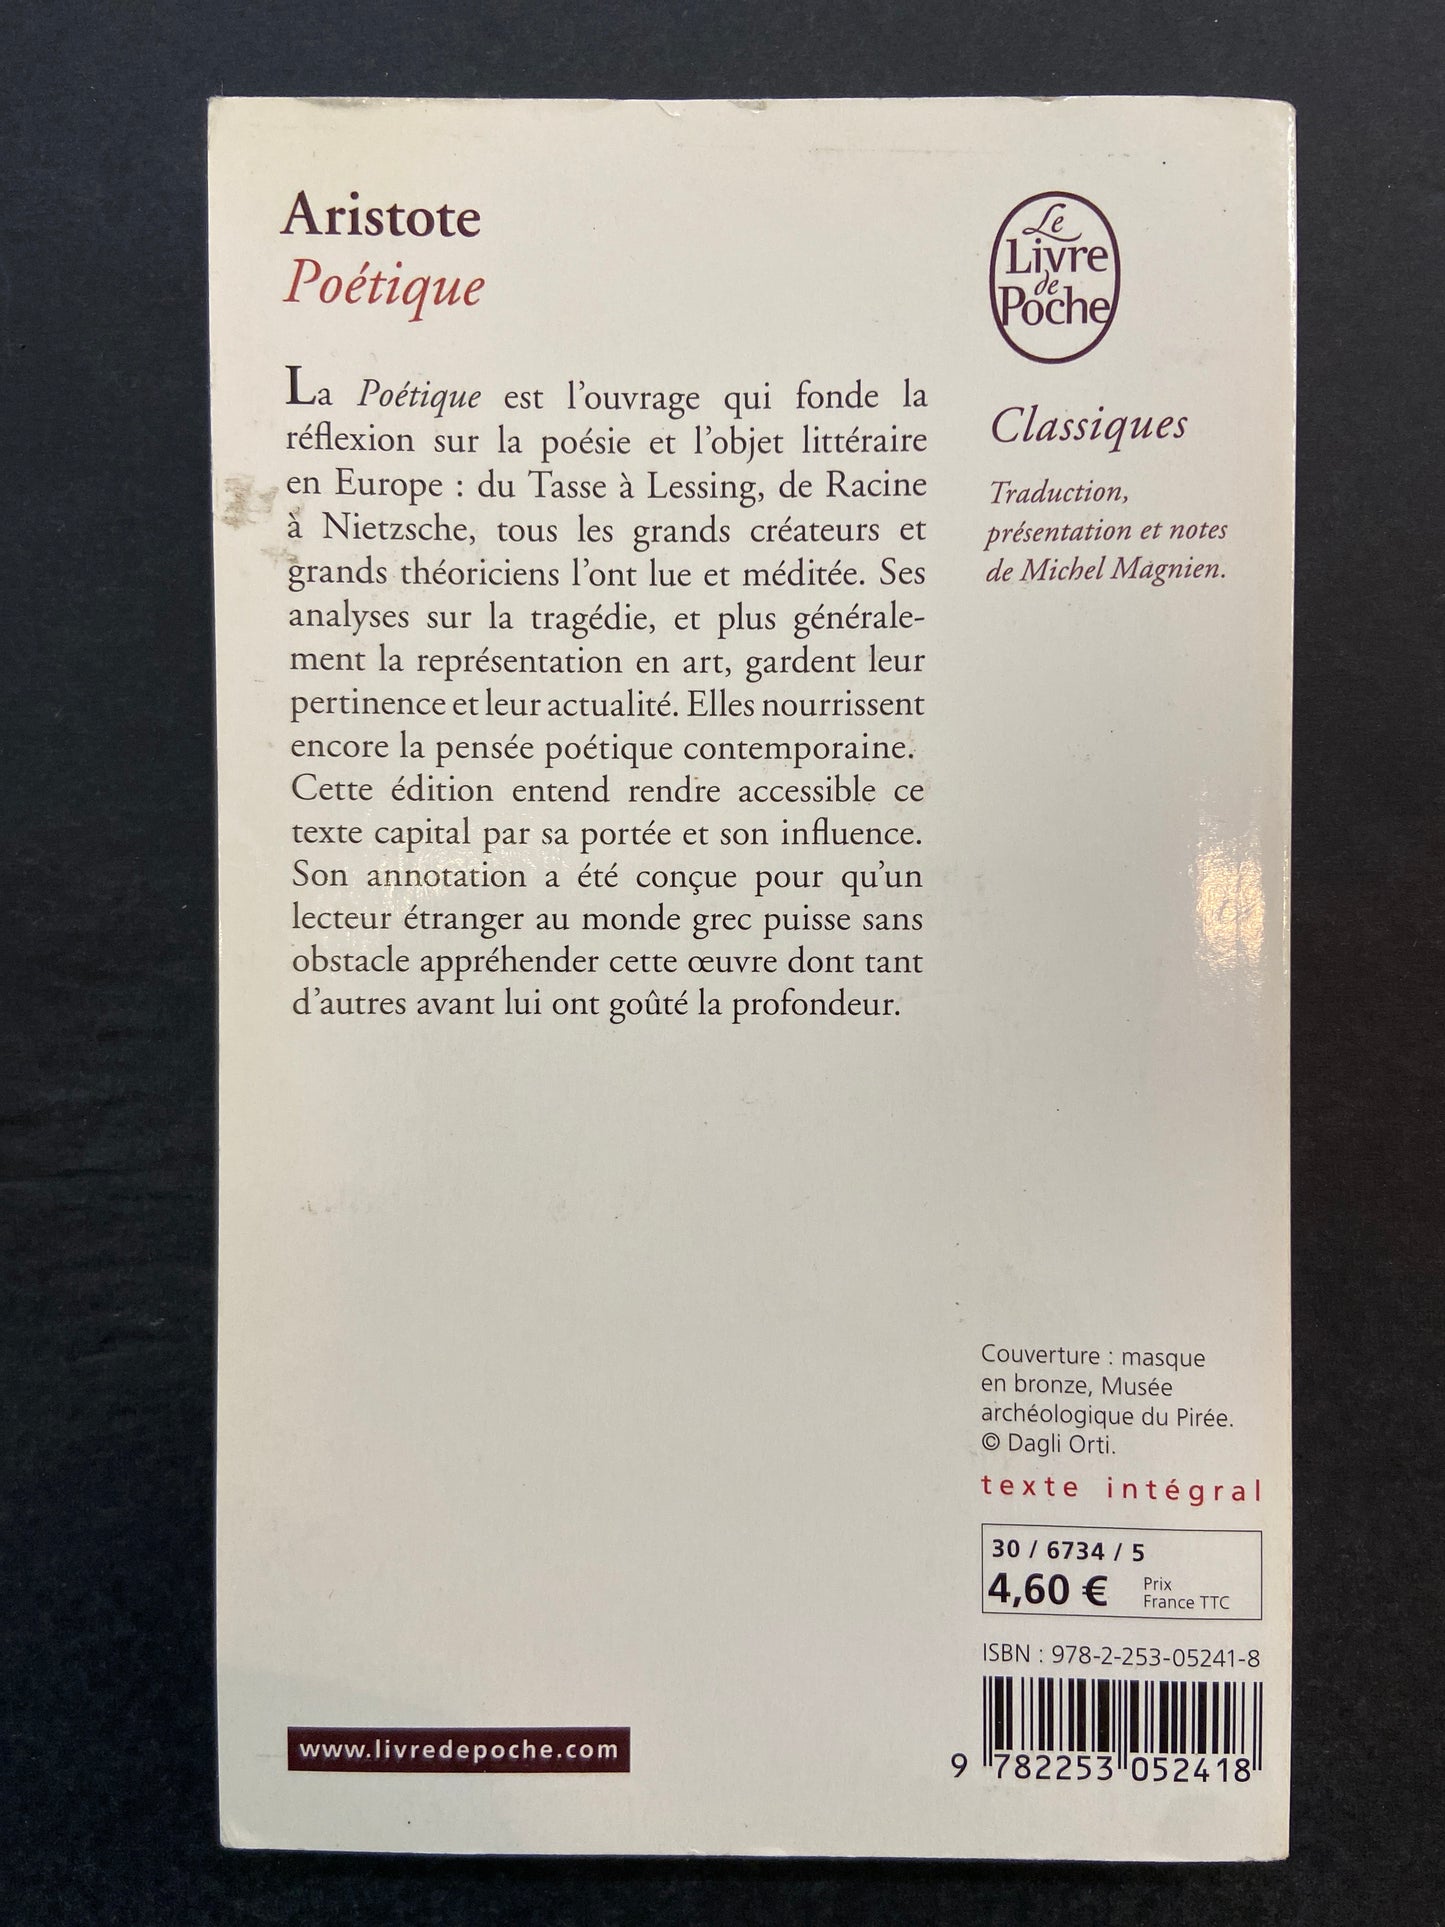 Aristote
Poétique
La Poétique est l'ouvrage qui fonde la
réflexion sur la poésie et l'objet littéraire
en Europe : du Tasse à Lessing, de Racine
à Nietzsche, tous les grands créateurs et
grands théoriciens l'ont lue et méditée. Ses
analyses sur la tragédie, et plus générale-
ment la représentation en art, gardent leur
pertinence et leur actualité. Elles nourrissent
encore la pensée poétique contemporaine.
Cette édition entend rendre accessible ce
texte capital par sa portée et son influence.
Son annotation a été conçue pour qu'un
lecteur étranger au monde grec puisse sans
obstacle appréhender cette œuvre dont tant
d'autres avant lui ont goûté la profondeur.
www.livredepoche.com
Le
Livre
de
Poche
Classiques
Traduction,
présentation et notes
de Michel Magnien.
Couverture : masque
en bronze, Musée
archéologique du Pirée.
© Dagli Orti.
texte intégral
30 / 6734 / 5
4,60 €
Prix
France TTC
ISBN : 978-2-253-05241-8
9 782253 052418